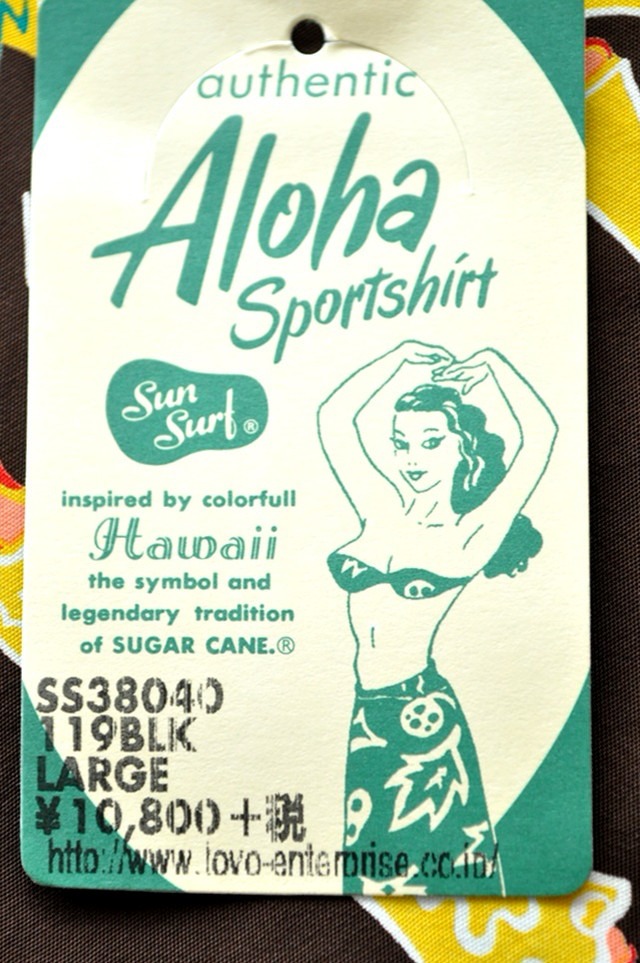 authentic
Aloha
Sportshirt
Sun
Surf®
inspired by colorfull
Hawaii
the symbol and
legendary tradition
of SUGAR CANE.®
SS38040
119BLK
LARGE
¥10,800+税
http://www.toyo-enterprise.co.jp/